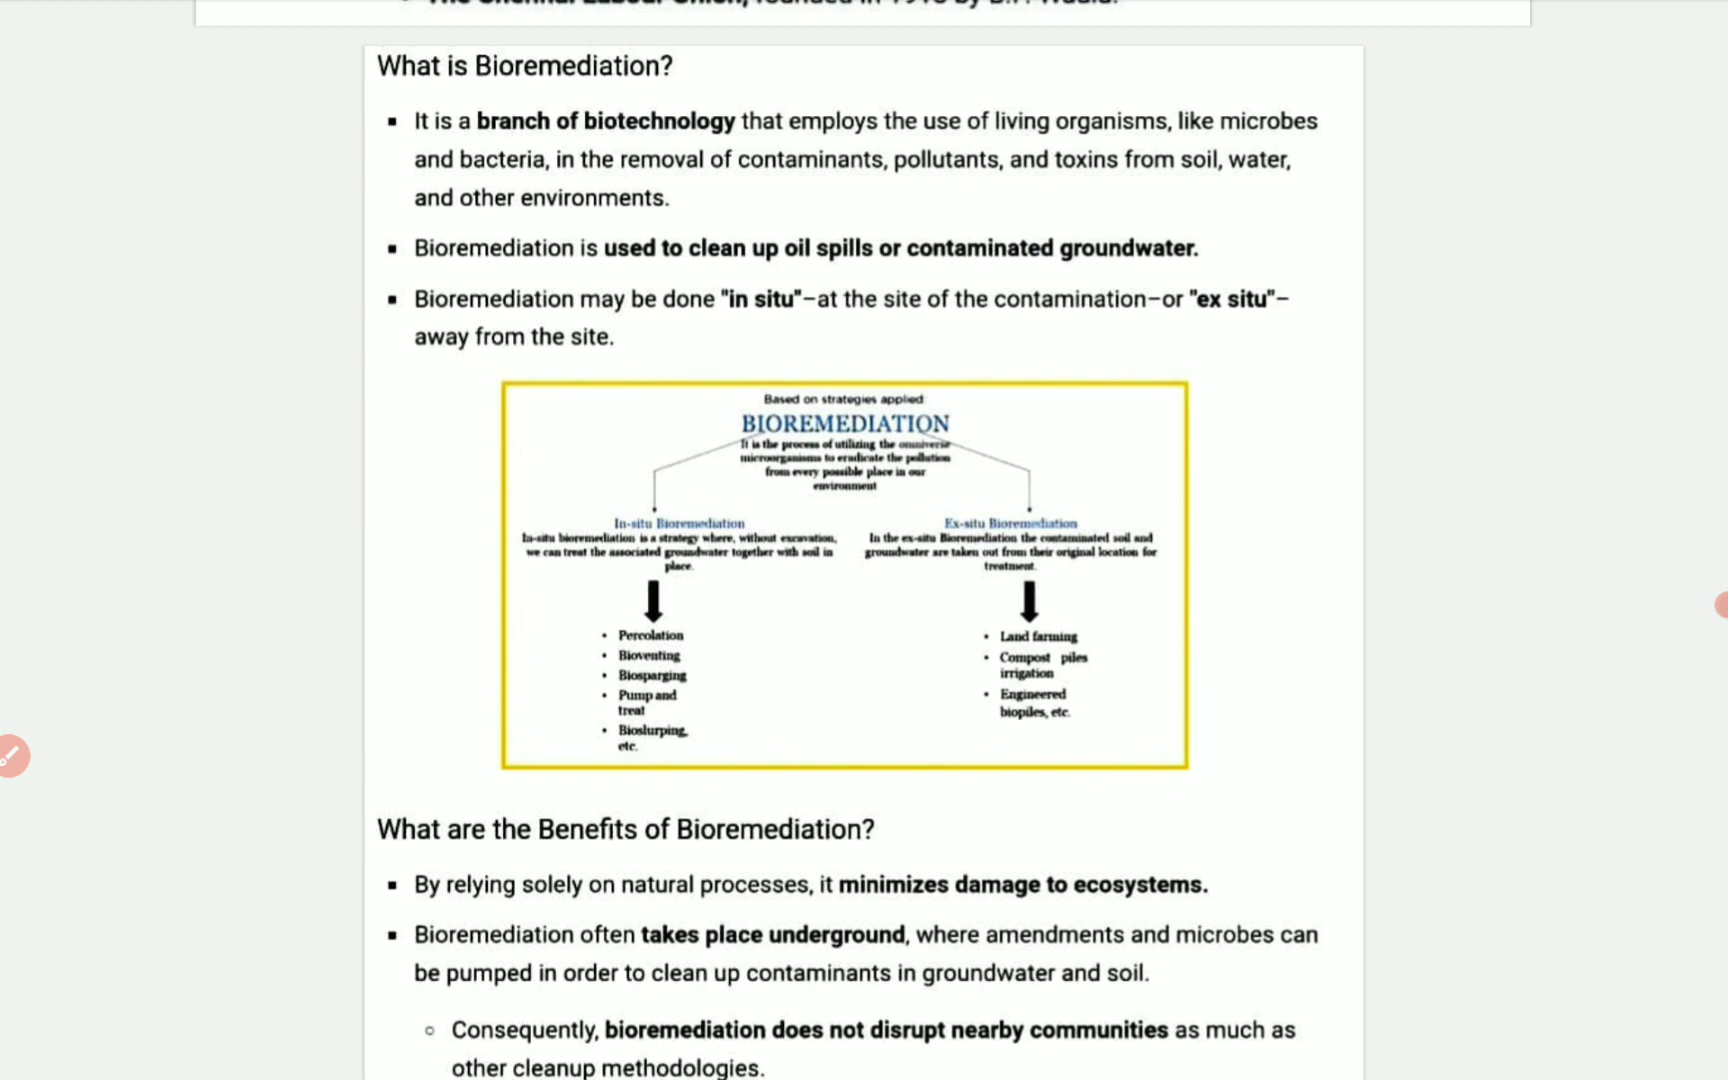 What is Bioremediation?
▪ It is a branch of biotechnology that employs the use of living organisms, like microbes
and bacteria, in the removal of contaminants, pollutants, and toxins from soil, water,
and other environments.
▪ Bioremediation is used to clean up oil spills or contaminated groundwater.
▪ Bioremediation may be done "in situ"–at the site of the contamination–or "ex situ"–
away from the site.
Based on strategies applied
BIOREMEDIATION
It is the process of utilizing the omniverse
microorganisms to eradicate the pollution
from every possible place in our
environment
In-situ Bioremediation
In-situ bioremediation is a strategy where, without excavation,
we can treat the associated groundwater together with soil in
place.
• Percolation
• Bioventing
• Biosparging
• Pump and
treat
• Bioslurping,
etc.
Ex-situ Bioremediation
In the ex-situ Bioremediation the contaminated soil and
groundwater are taken out from their original location for
treatment.
• Land farming
• Compost piles
irrigation
• Engineered
biopiles, etc.
What are the Benefits of Bioremediation?
▪ By relying solely on natural processes, it minimizes damage to ecosystems.
▪ Bioremediation often takes place underground, where amendments and microbes can
be pumped in order to clean up contaminants in groundwater and soil.
○ Consequently, bioremediation does not disrupt nearby communities as much as
other cleanup methodologies.